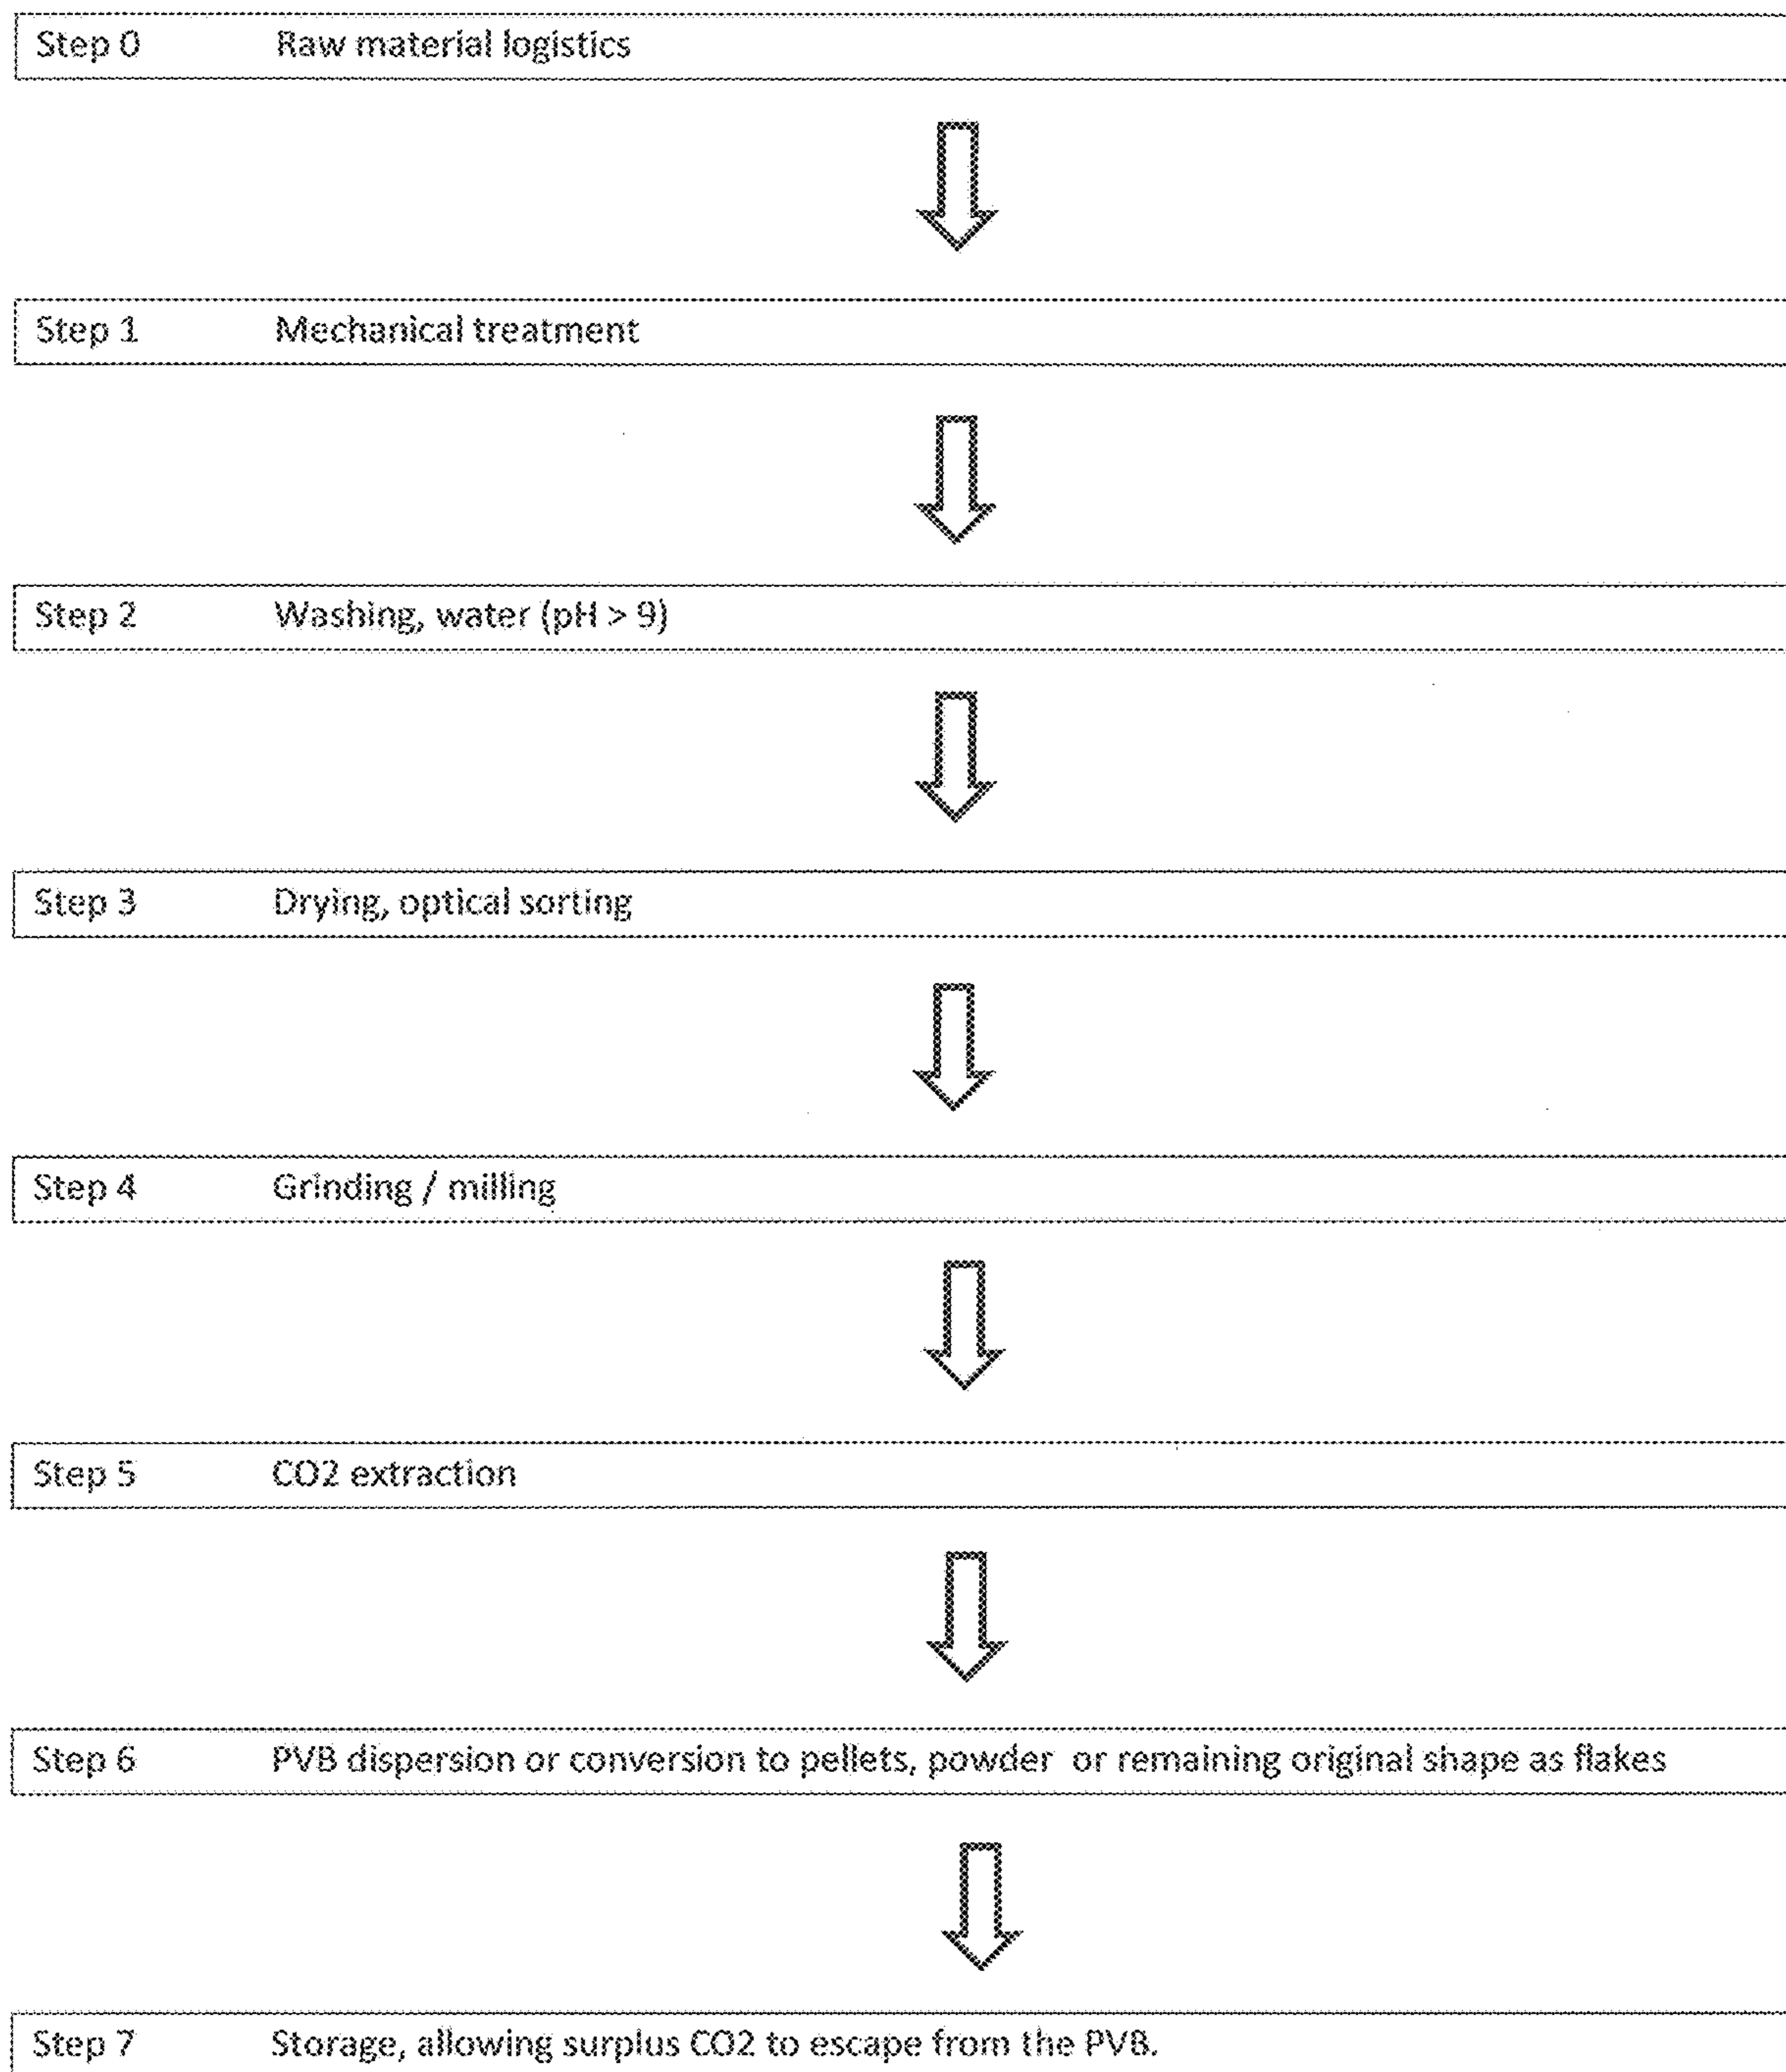 Step 0 Raw material logistics
Step 1 Mechanical treatment
Step 2 Washing, water (pH > 9)
Step 3 Drying, optical sorting
Step 4 Grinding / milling
Step 5 CO2 extraction
Step 6 PVB dispersion or conversion to pellets, powder or remaining original shape as flakes
Step 7 Storage, allowing surplus CO2 to escape from the PVB.